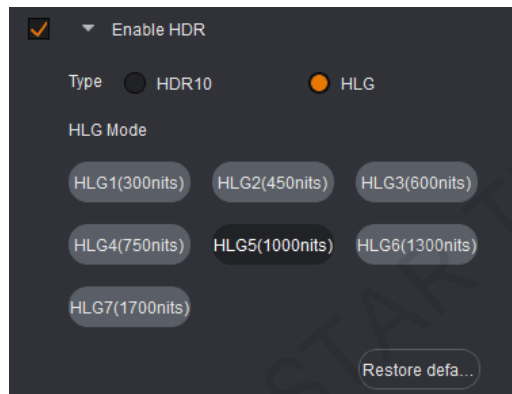 Enable HDR
Type HDR10 HLG
HLG Mode
HLG1(300nits) HLG2(450nits) HLG3(600nits)
HLG4(750nits) HLG5(1000nits) HLG6(1300nits)
HLG7(1700nits)
Restore defa...
STAR